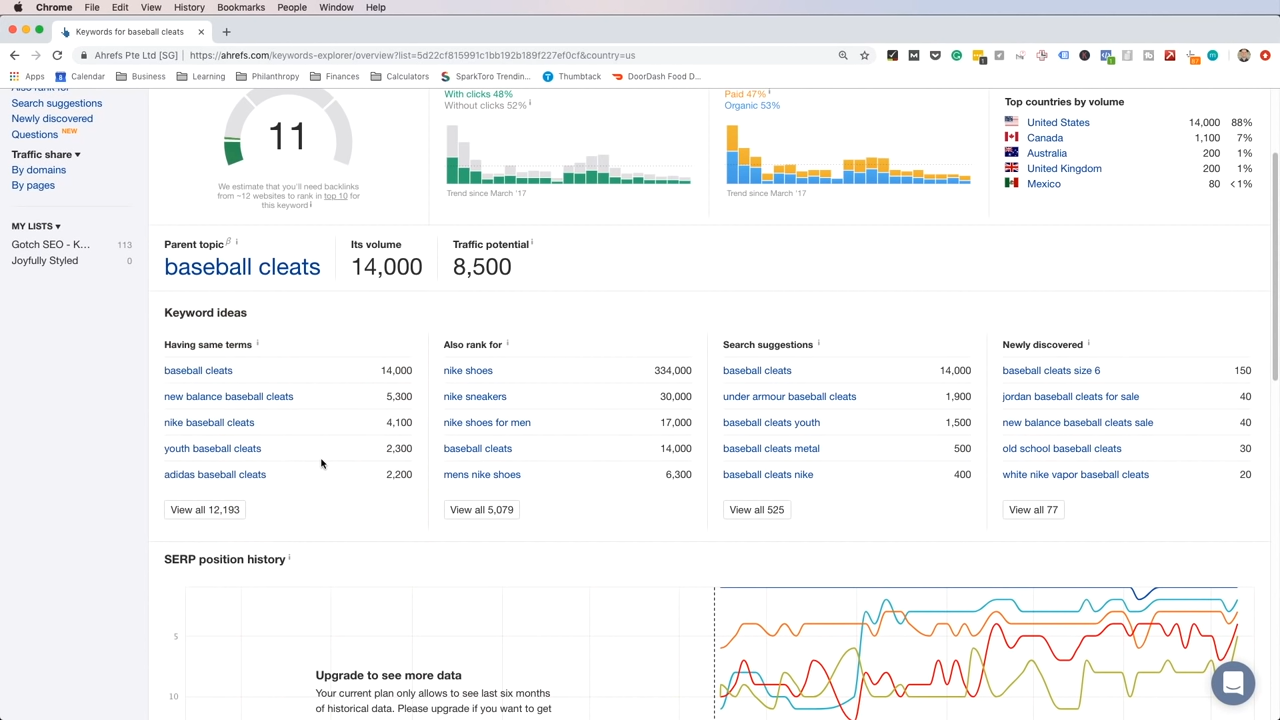 Chrome File Edit View History Bookmarks People Window Help
Keywords for baseball cleats
Ahrefs Pte Ltd [SG] | https://ahrefs.com/keywords-explorer/overview?list=5d22cf815991c1bb192b189f227ef0cf&country=us
Apps Calendar Business Learning Philanthropy Finances Calculators SparkToro Trendin... Thumbtack DoorDash Food D...
Also rank for
Search suggestions
Newly discovered
Questions NEW
Traffic share ▾
By domains
By pages
MY LISTS ▾
Gotch SEO - K... 113
Joyfully Styled 0
11
We estimate that you'll need backlinks
from ~12 websites to rank in top 10 for
this keyword i
With clicks 48%
Without clicks 52% i
Trend since March '17
Paid 47% i
Organic 53%
Trend since March '17
Top countries by volume
United States 14,000 88%
Canada 1,100 7%
Australia 200 1%
United Kingdom 200 1%
Mexico 80 <1%
Parent topic β i
baseball cleats
Its volume
14,000
Traffic potential i
8,500
Keyword ideas
Having same terms i
baseball cleats 14,000
new balance baseball cleats 5,300
nike baseball cleats 4,100
youth baseball cleats 2,300
adidas baseball cleats 2,200
View all 12,193
Also rank for i
nike shoes 334,000
nike sneakers 30,000
nike shoes for men 17,000
baseball cleats 14,000
mens nike shoes 6,300
View all 5,079
Search suggestions i
baseball cleats 14,000
under armour baseball cleats 1,900
baseball cleats youth 1,500
baseball cleats metal 500
baseball cleats nike 400
View all 525
Newly discovered i
baseball cleats size 6 150
jordan baseball cleats for sale 40
new balance baseball cleats sale 40
old school baseball cleats 30
white nike vapor baseball cleats 20
View all 77
SERP position history i
5
10
Upgrade to see more data
Your current plan only allows to see last six months
of historical data. Please upgrade if you want to get